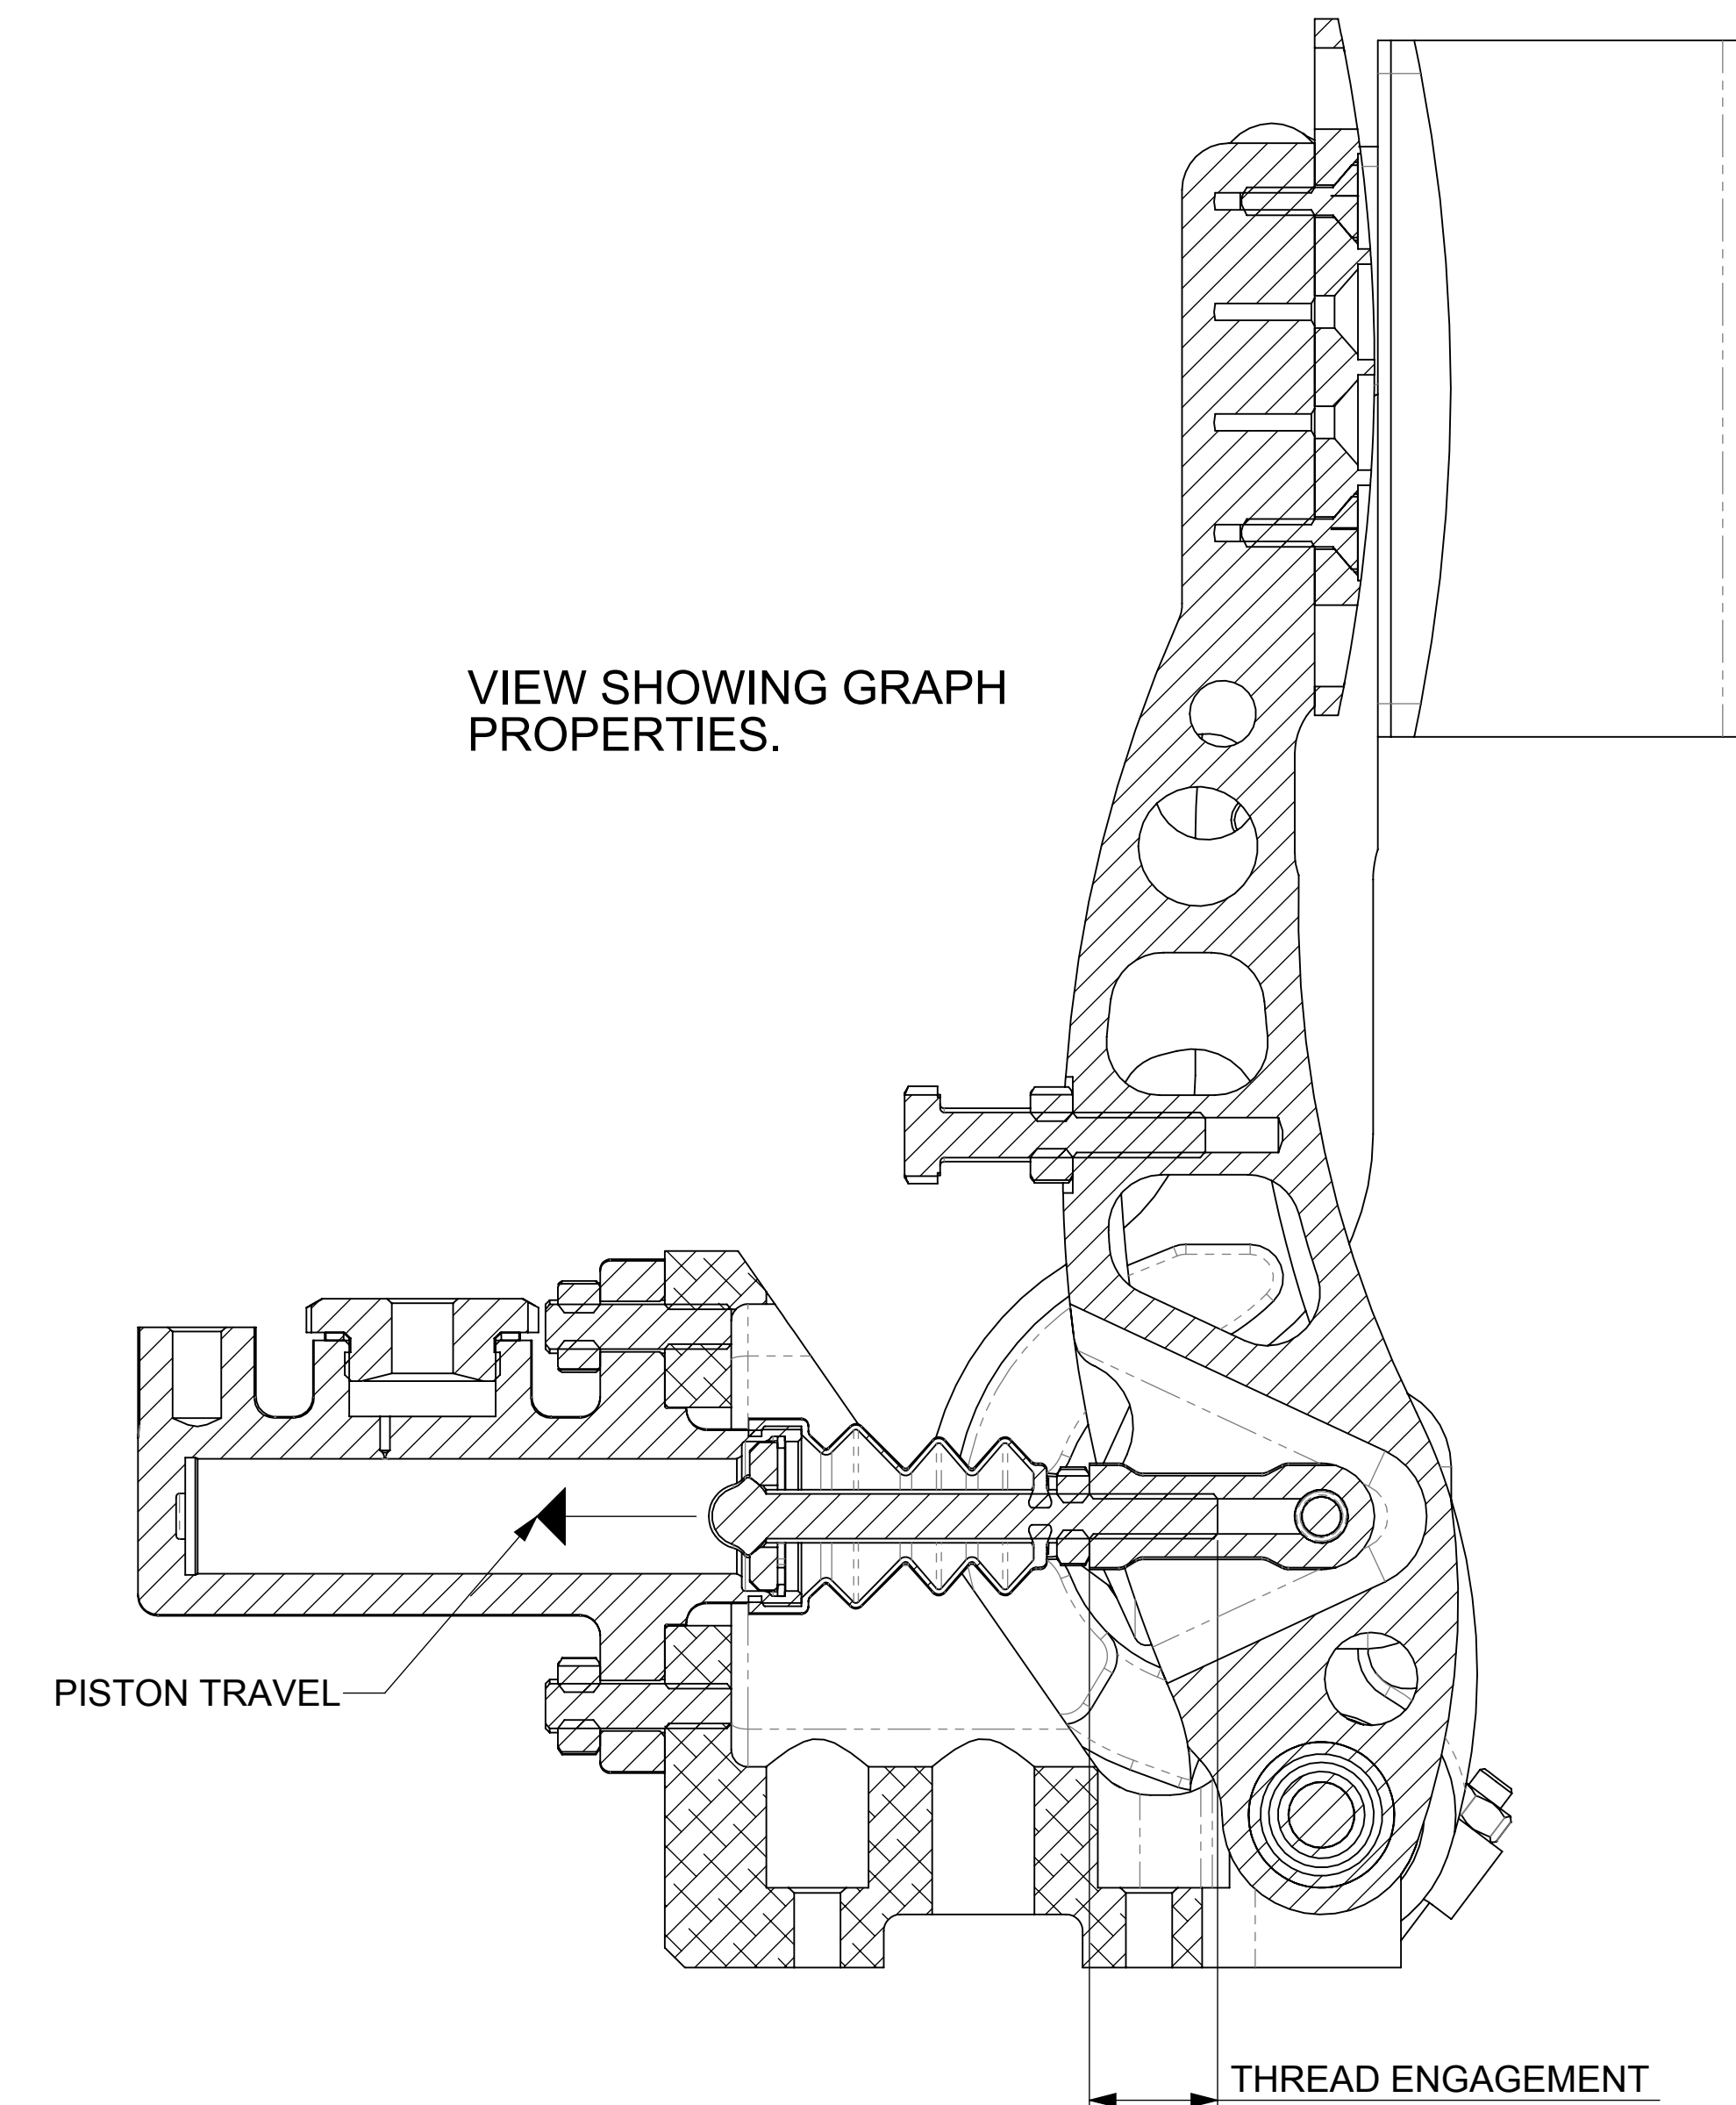 VIEW SHOWING GRAPH
PROPERTIES.
PISTON TRAVEL
THREAD ENGAGEMENT